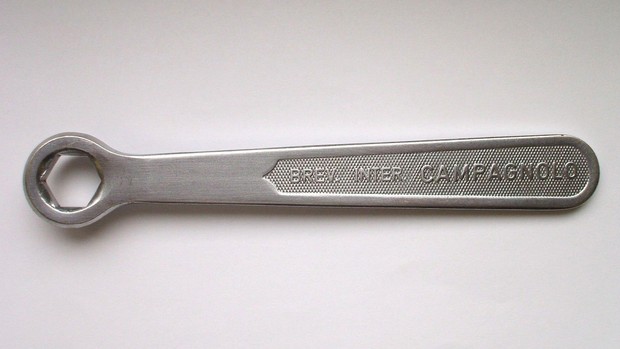 BREV. INTER. CAMPAGNOLO